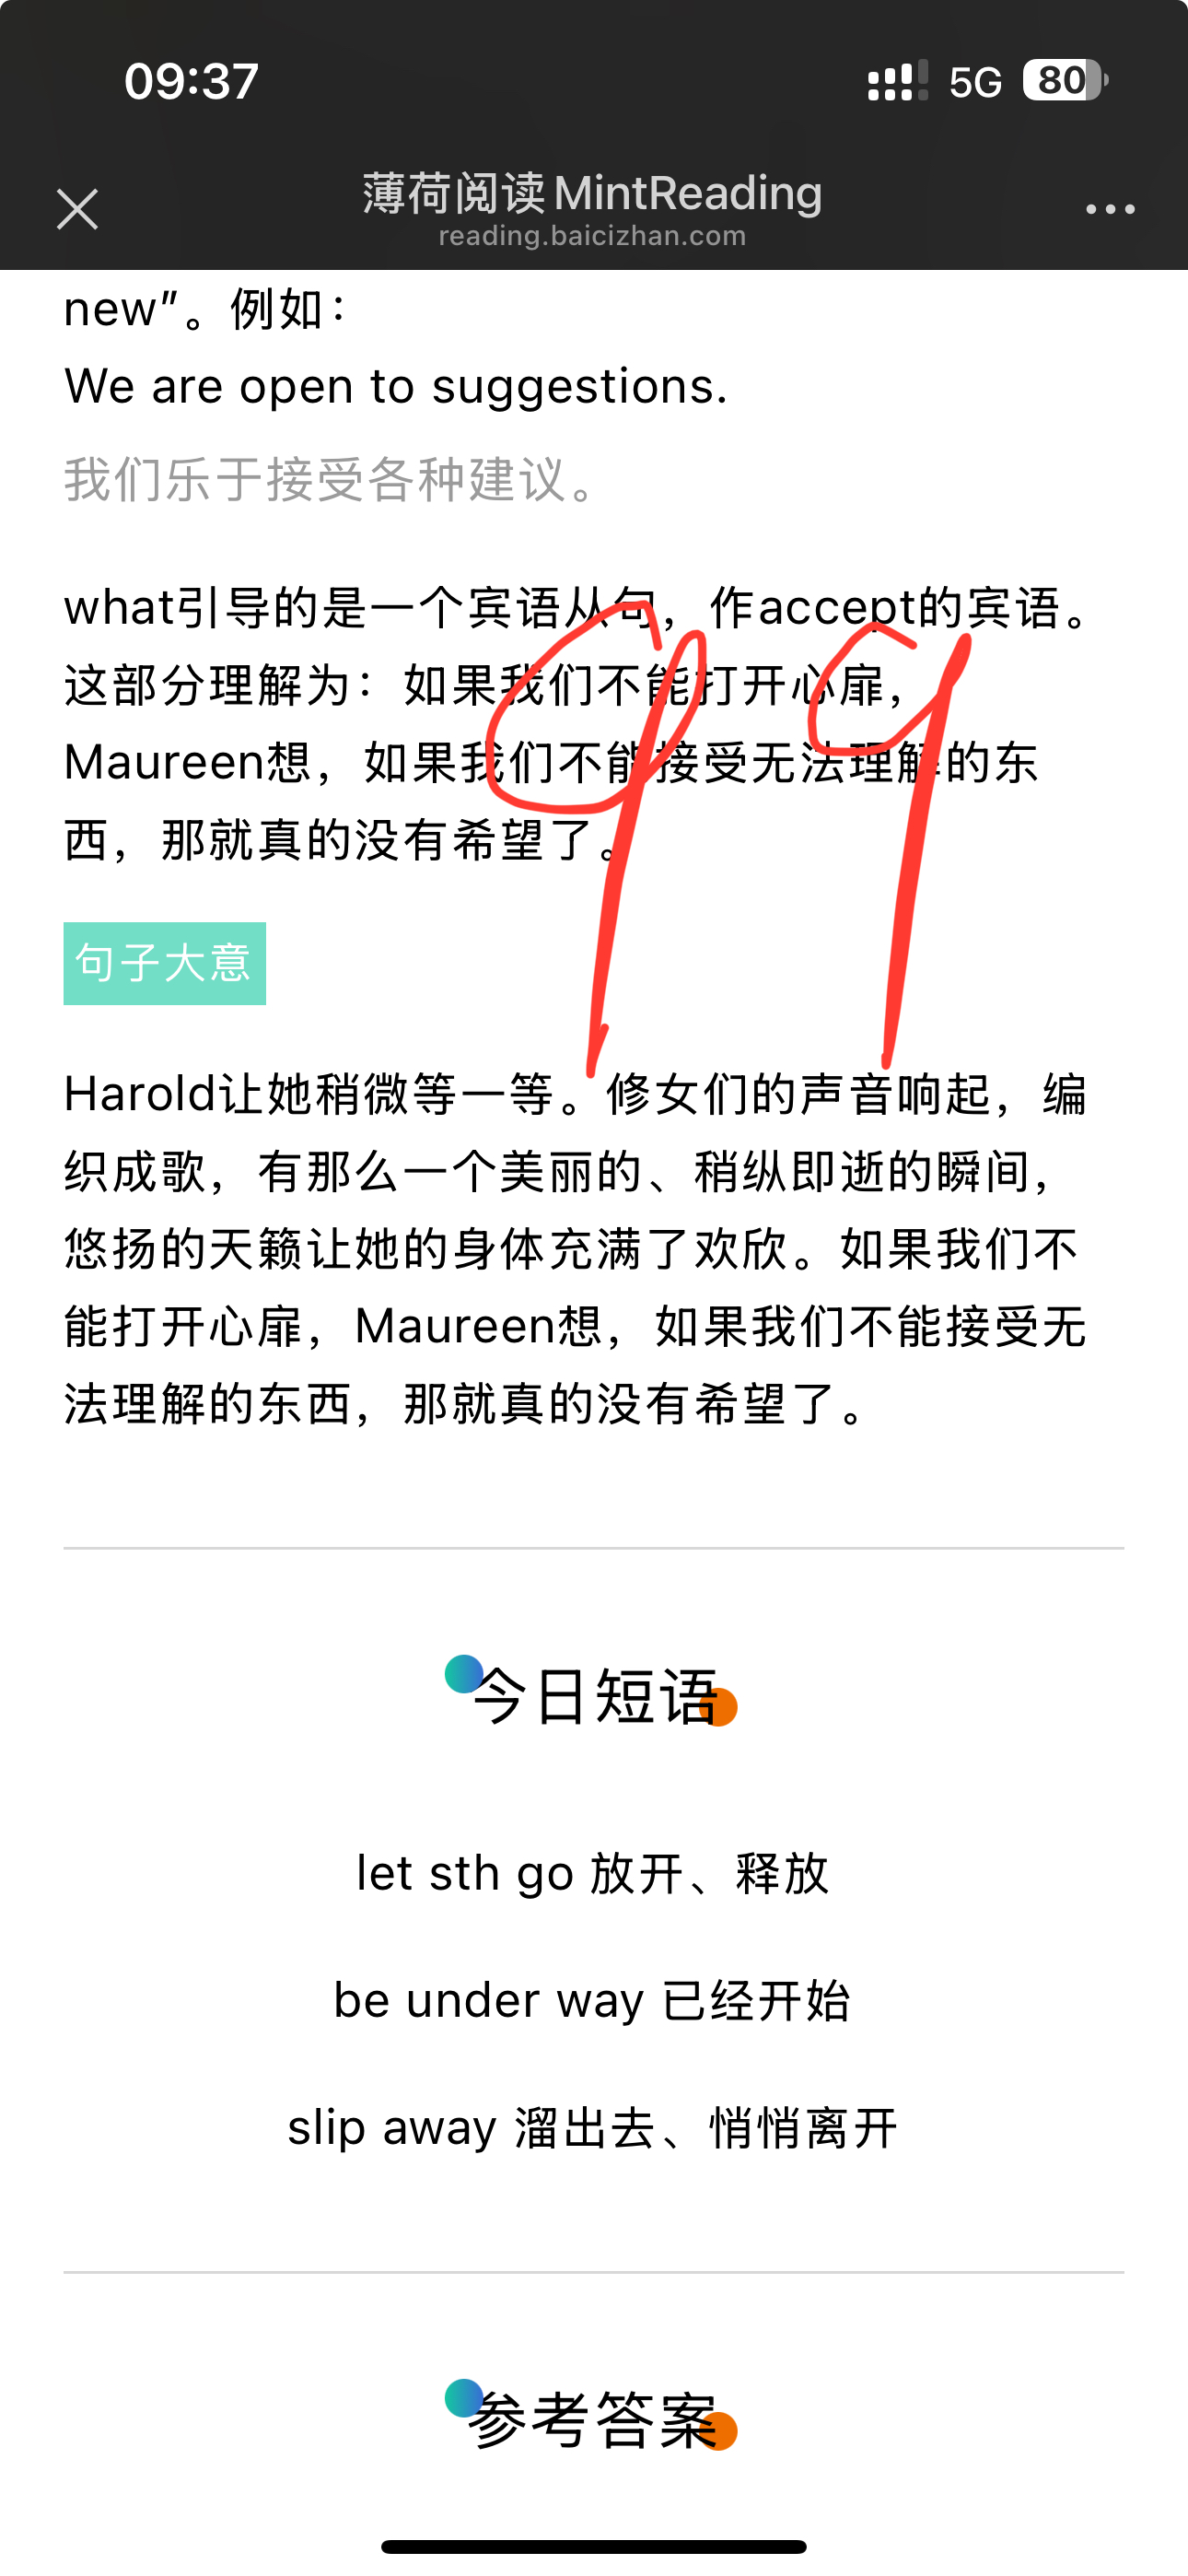 09:37
5G 80
薄荷阅读MintReading
reading.baicizhan.com
new”。例如：
We are open to suggestions.
我们乐于接受各种建议。
what引导的是一个宾语从句，作accept的宾语。
这部分理解为：如果我们不能打开心扉，
Maureen想，如果我们不能接受无法理解的东
西，那就真的没有希望了。
99
句子大意
Harold让她稍微等一等。修女们的声音响起，编
织成歌，有那么一个美丽的、稍纵即逝的瞬间，
悠扬的天籁让她的身体充满了欢欣。如果我们不
能打开心扉，Maureen想，如果我们不能接受无
法理解的东西，那就真的没有希望了。
今日短语
let sth go 放开、释放
be under way 已经开始
slip away 溜出去、悄悄离开
参考答案